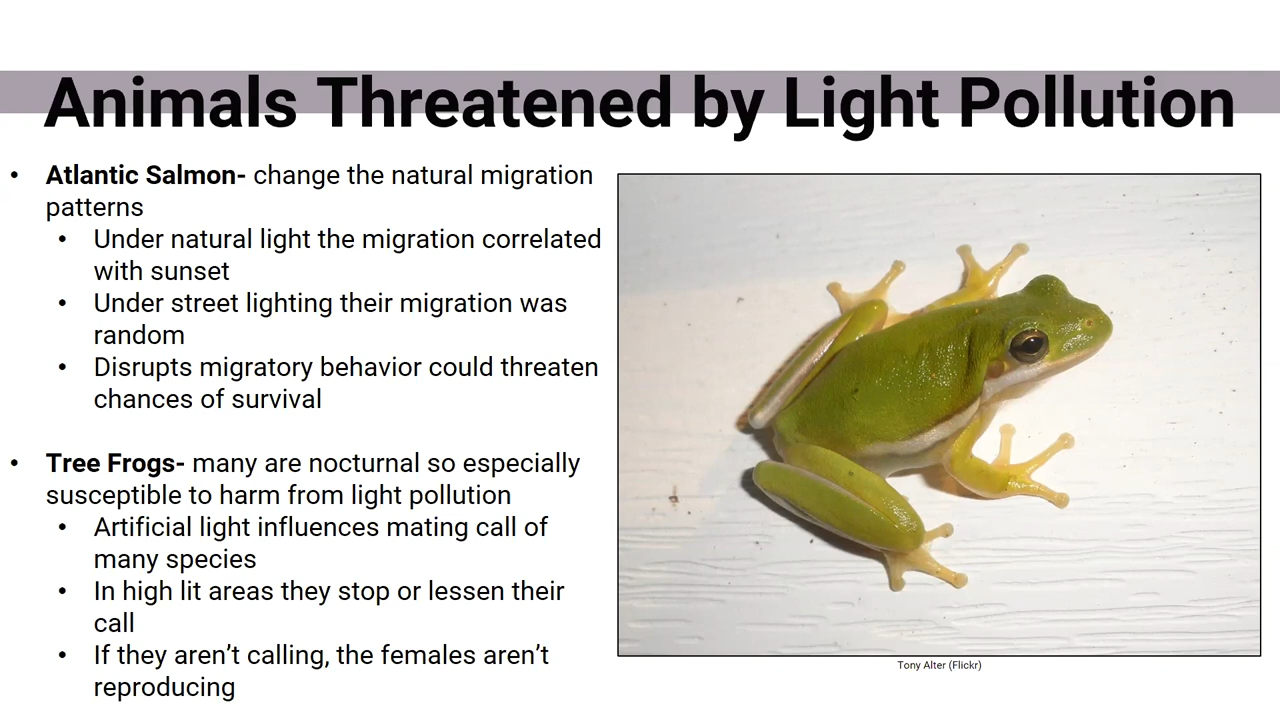 Animals Threatened by Light Pollution
• Atlantic Salmon- change the natural migration
patterns
• Under natural light the migration correlated
with sunset
• Under street lighting their migration was
random
• Disrupts migratory behavior could threaten
chances of survival
• Tree Frogs- many are nocturnal so especially
susceptible to harm from light pollution
• Artificial light influences mating call of
many species
• In high lit areas they stop or lessen their
call
• If they aren’t calling, the females aren’t
reproducing
Tony Alter (Flickr)